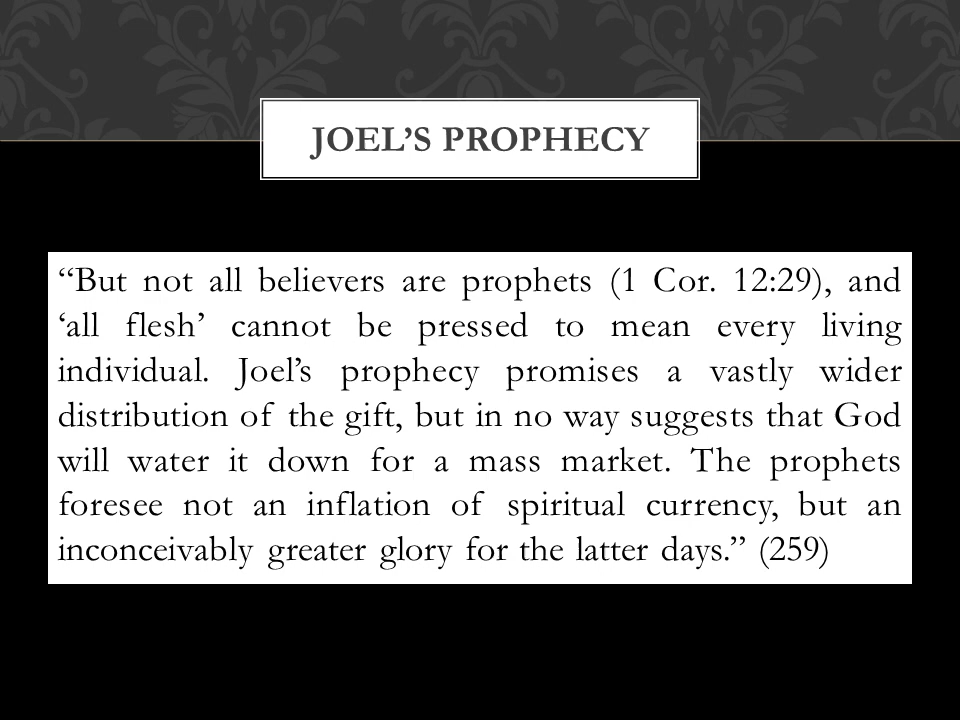 JOEL’S PROPHECY
“But not all believers are prophets (1 Cor. 12:29), and
‘all flesh’ cannot be pressed to mean every living
individual. Joel’s prophecy promises a vastly wider
distribution of the gift, but in no way suggests that God
will water it down for a mass market. The prophets
foresee not an inflation of spiritual currency, but an
inconceivably greater glory for the latter days.” (259)